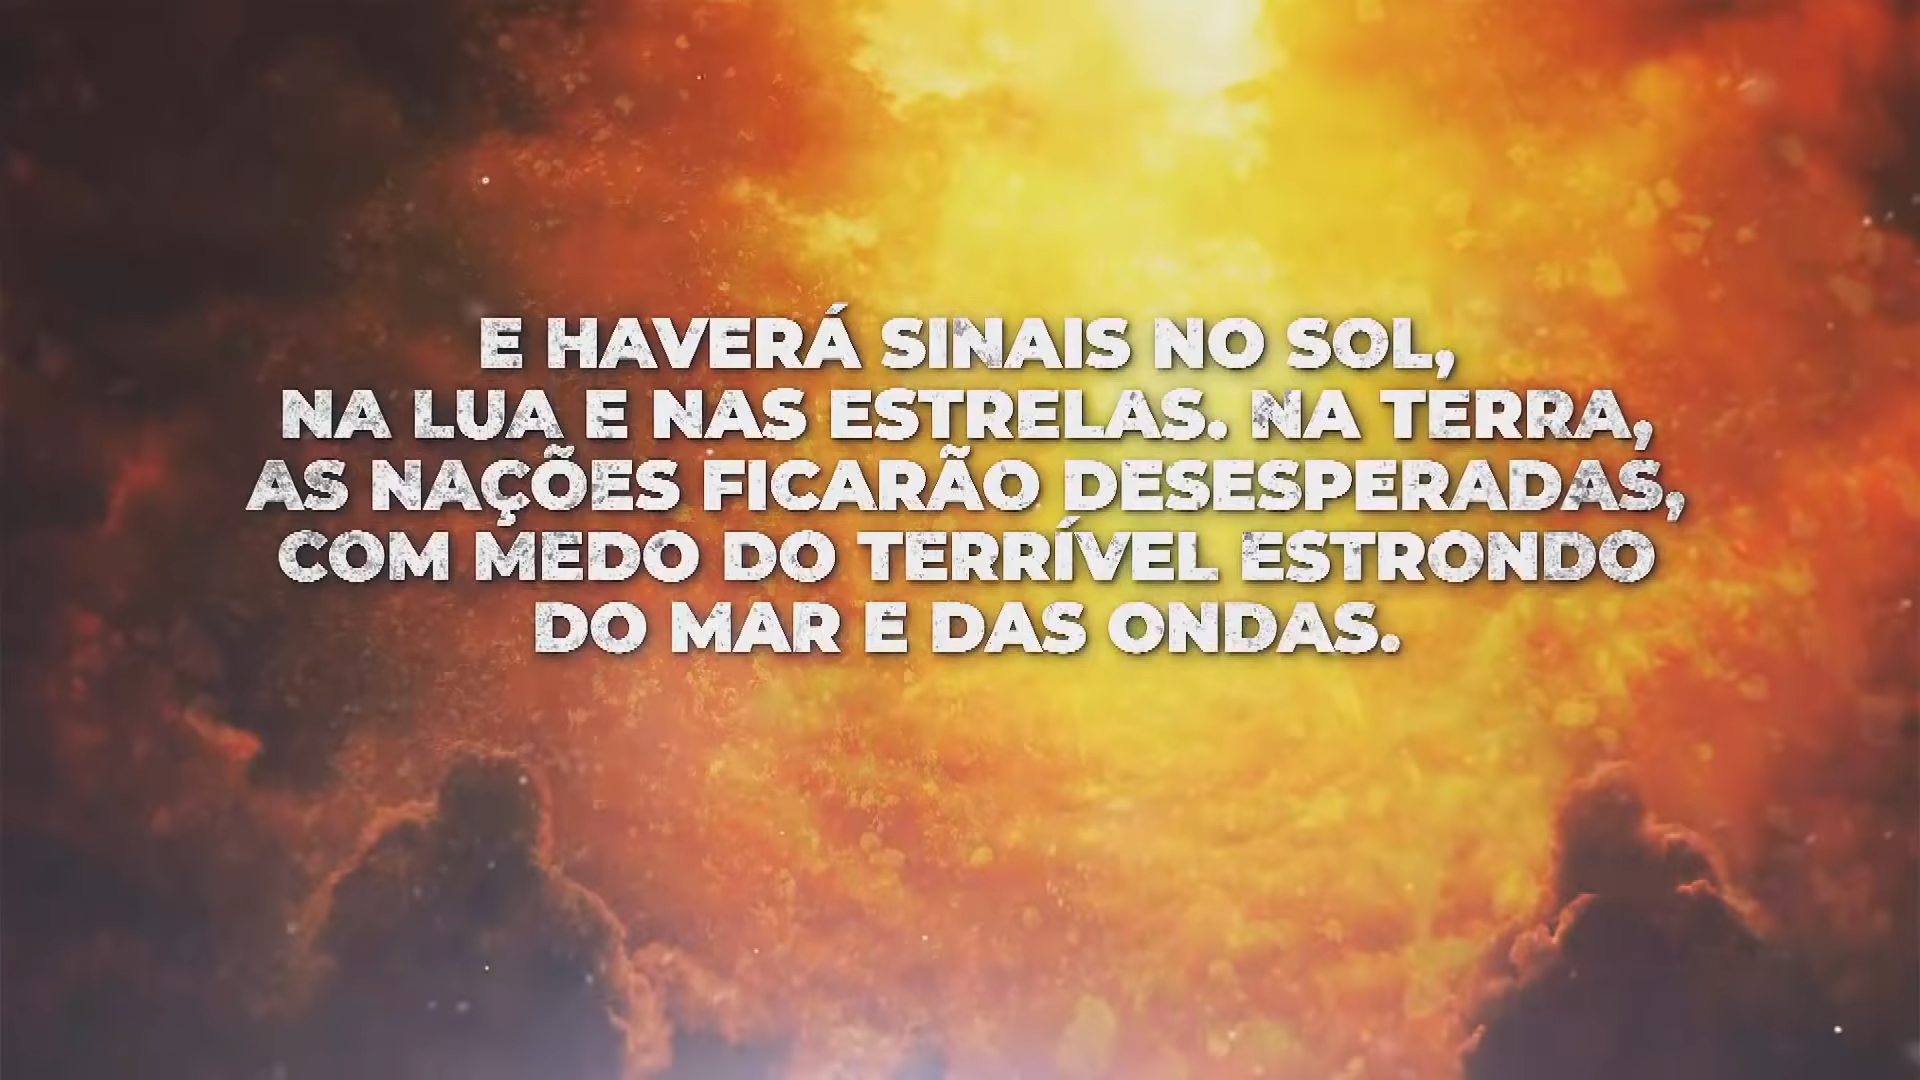 E HAVERÁ SINAIS NO SOL,
NA LUA E NAS ESTRELAS. NA TERRA,
AS NAÇÕES FICARÃO DESESPERADAS,
COM MEDO DO TERRÍVEL ESTRONDO
DO MAR E DAS ONDAS.